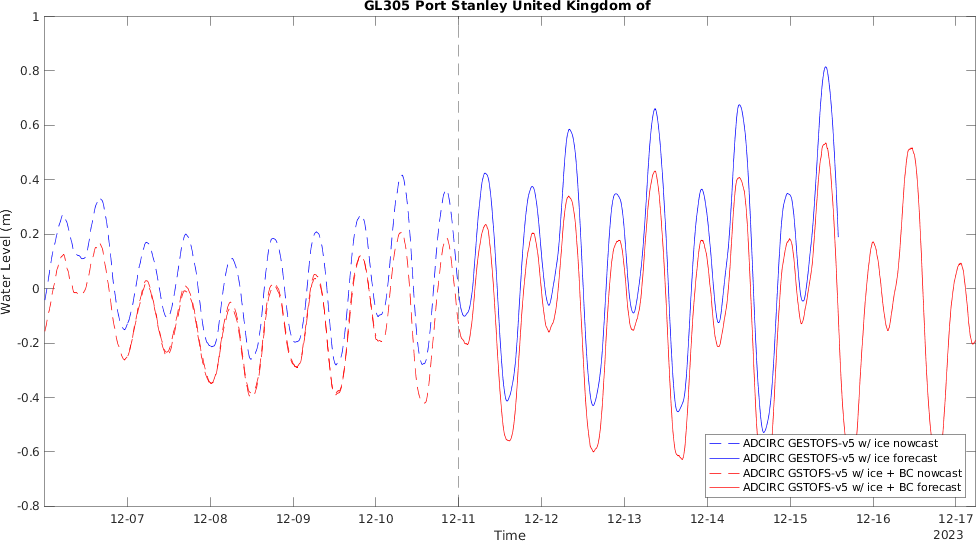 GL305 Port Stanley United Kingdom of
Water Level (m)
1
0.8
0.6
0.4
0.2
0
-0.2
-0.4
-0.6
-0.8
ADCIRC GESTOFS-v5 w/ ice nowcast
ADCIRC GESTOFS-v5 w/ ice forecast
ADCIRC GSTOFS-v5 w/ ice + BC nowcast
ADCIRC GSTOFS-v5 w/ ice + BC forecast
12-07 12-08 12-09 12-10 12-11 12-12 12-13 12-14 12-15 12-16 12-17
Time
2023